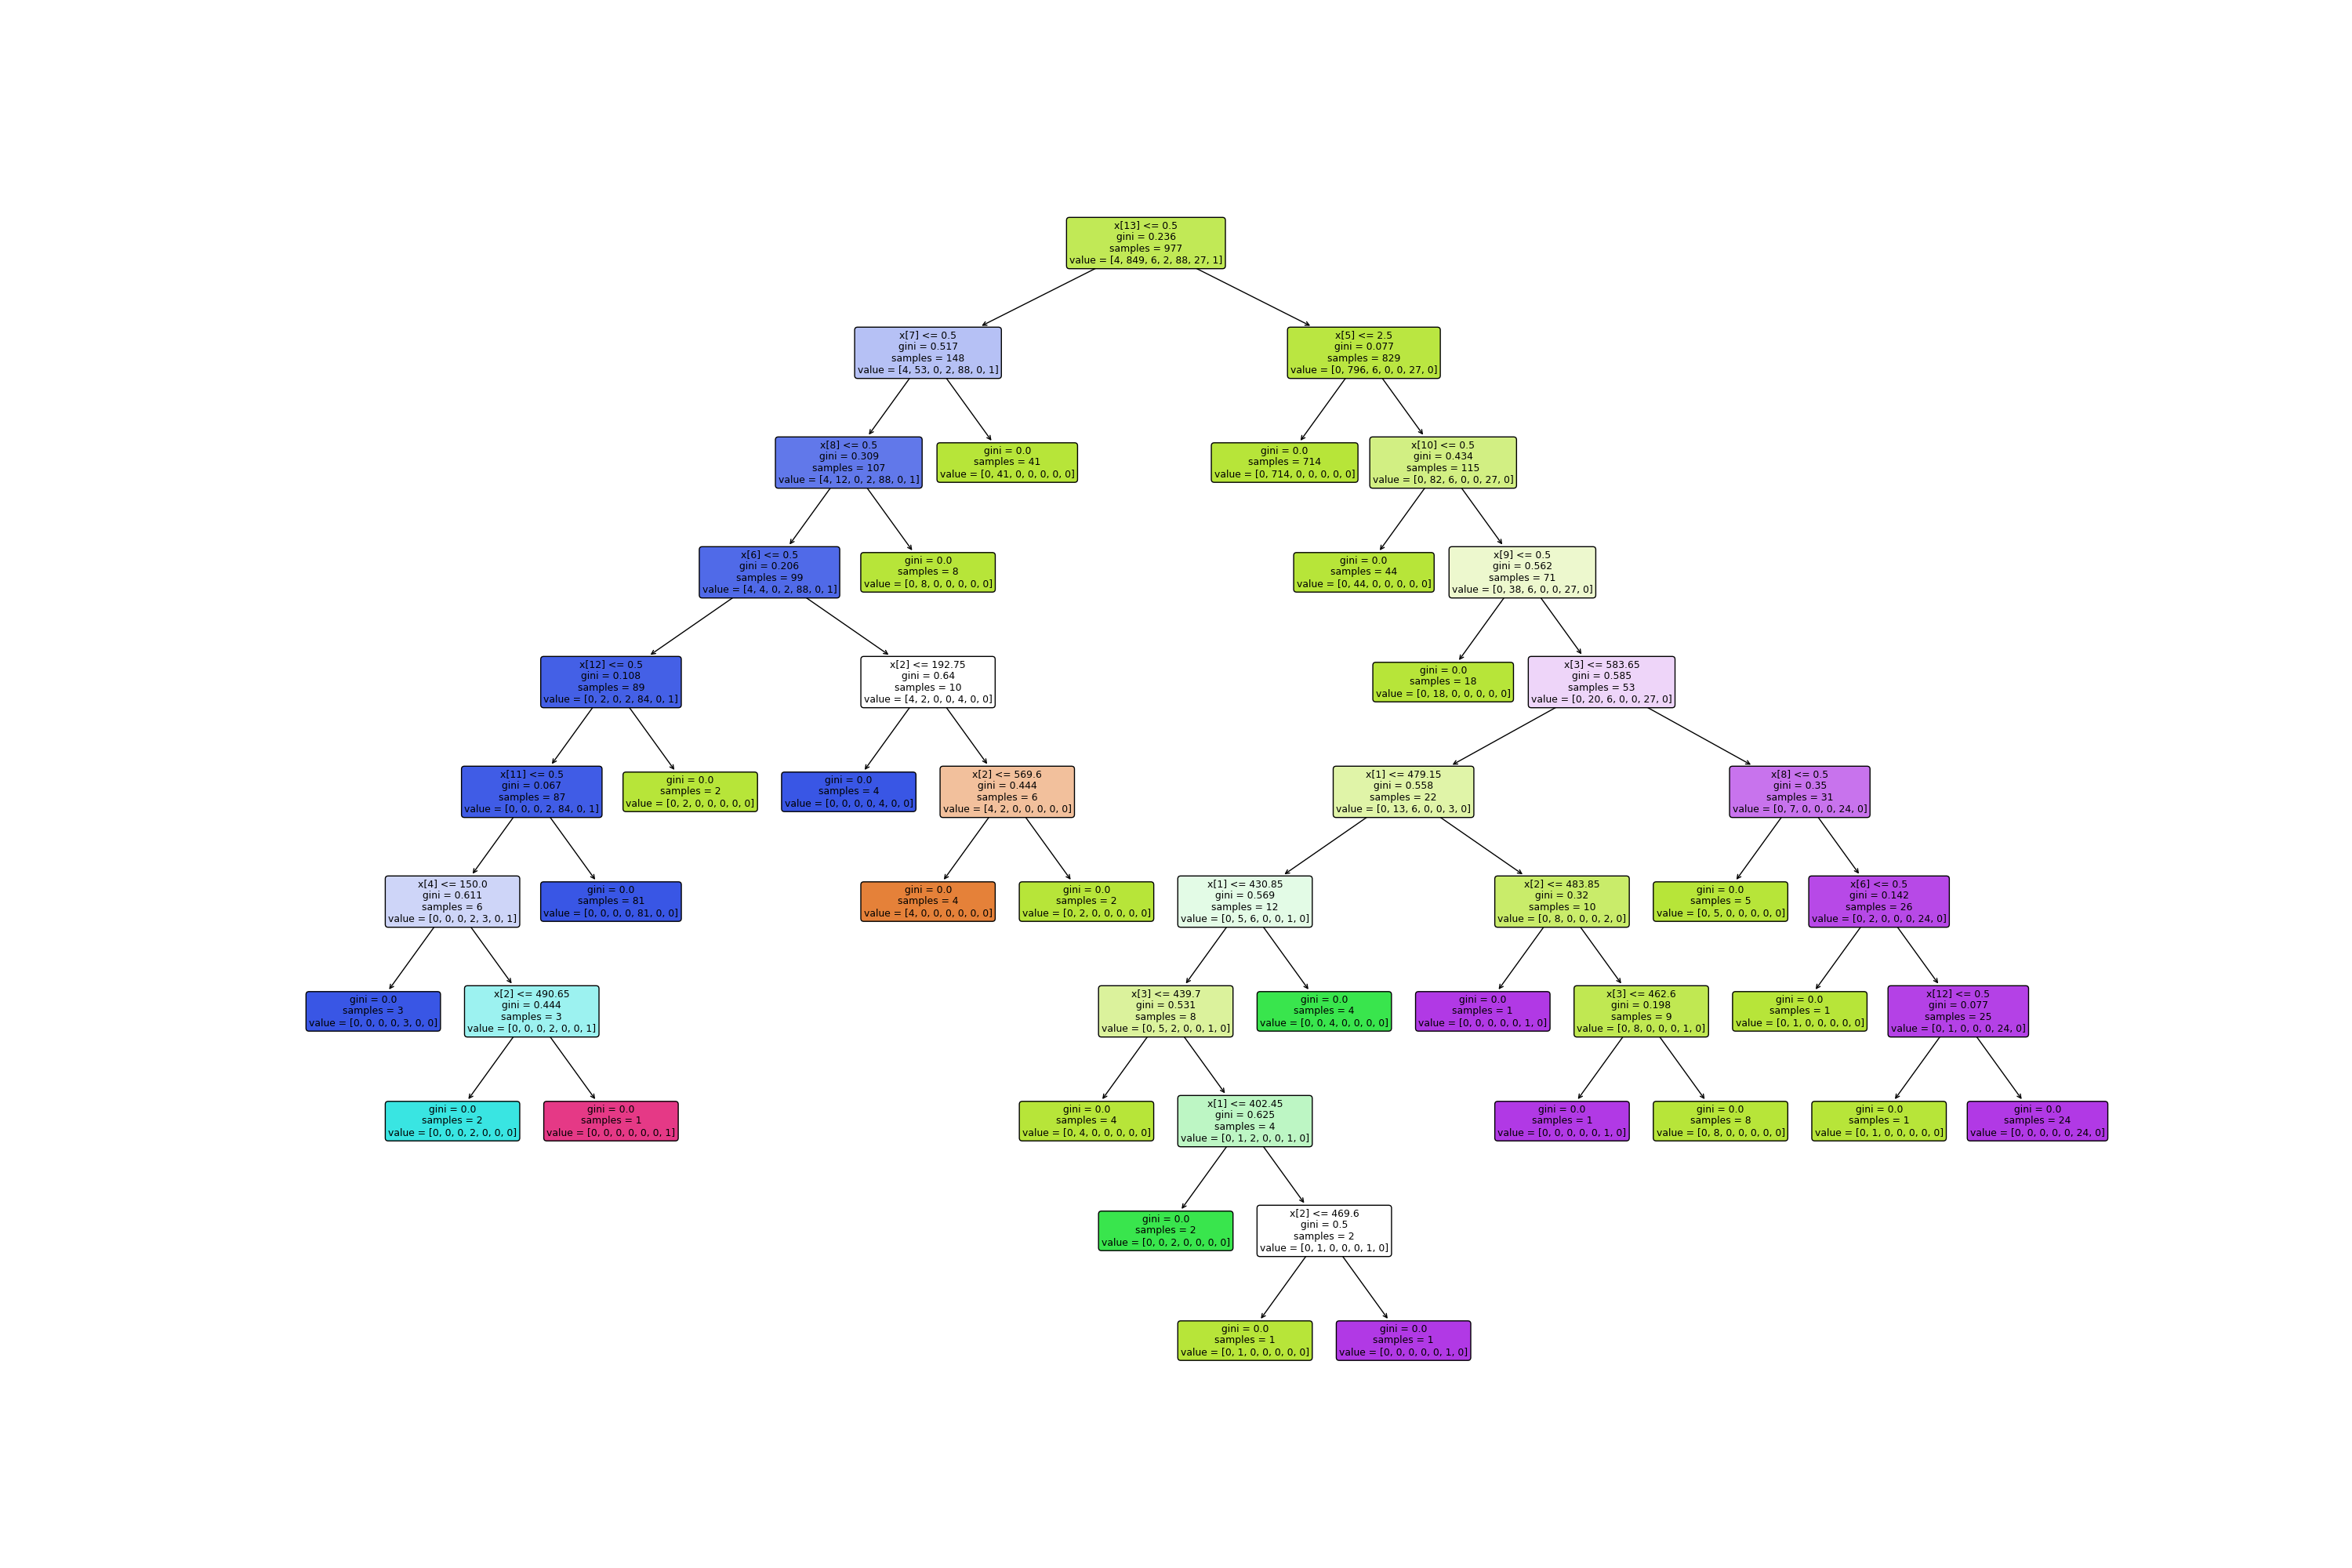 x[13] <= 0.5
gini = 0.236
samples = 977
value = [4, 849, 6, 2, 88, 27, 1]
x[7] <= 0.5
gini = 0.517
samples = 148
value = [4, 53, 0, 2, 88, 0, 1]
x[5] <= 2.5
gini = 0.077
samples = 829
value = [0, 796, 6, 0, 0, 27, 0]
x[8] <= 0.5
gini = 0.309
samples = 107
value = [4, 12, 0, 2, 88, 0, 1]
gini = 0.0
samples = 41
value = [0, 41, 0, 0, 0, 0, 0]
gini = 0.0
samples = 714
value = [0, 714, 0, 0, 0, 0, 0]
x[10] <= 0.5
gini = 0.434
samples = 115
value = [0, 82, 6, 0, 0, 27, 0]
x[6] <= 0.5
gini = 0.206
samples = 99
value = [4, 4, 0, 2, 88, 0, 1]
gini = 0.0
samples = 8
value = [0, 8, 0, 0, 0, 0, 0]
gini = 0.0
samples = 44
value = [0, 44, 0, 0, 0, 0, 0]
x[9] <= 0.5
gini = 0.562
samples = 71
value = [0, 38, 6, 0, 0, 27, 0]
x[12] <= 0.5
gini = 0.108
samples = 89
value = [0, 2, 0, 2, 84, 0, 1]
x[2] <= 192.75
gini = 0.64
samples = 10
value = [4, 2, 0, 0, 4, 0, 0]
gini = 0.0
samples = 18
value = [0, 18, 0, 0, 0, 0, 0]
x[3] <= 583.65
gini = 0.585
samples = 53
value = [0, 20, 6, 0, 0, 27, 0]
x[11] <= 0.5
gini = 0.067
samples = 87
value = [0, 0, 0, 2, 84, 0, 1]
gini = 0.0
samples = 2
value = [0, 2, 0, 0, 0, 0, 0]
gini = 0.0
samples = 4
value = [0, 0, 0, 0, 4, 0, 0]
x[2] <= 569.6
gini = 0.444
samples = 6
value = [4, 2, 0, 0, 0, 0, 0]
x[1] <= 479.15
gini = 0.558
samples = 22
value = [0, 13, 6, 0, 0, 3, 0]
x[8] <= 0.5
gini = 0.35
samples = 31
value = [0, 7, 0, 0, 0, 24, 0]
x[4] <= 150.0
gini = 0.611
samples = 6
value = [0, 0, 0, 2, 3, 0, 1]
gini = 0.0
samples = 81
value = [0, 0, 0, 0, 81, 0, 0]
gini = 0.0
samples = 4
value = [4, 0, 0, 0, 0, 0, 0]
gini = 0.0
samples = 2
value = [0, 2, 0, 0, 0, 0, 0]
x[1] <= 430.85
gini = 0.569
samples = 12
value = [0, 5, 6, 0, 0, 1, 0]
x[2] <= 483.85
gini = 0.32
samples = 10
value = [0, 8, 0, 0, 0, 2, 0]
gini = 0.0
samples = 5
value = [0, 5, 0, 0, 0, 0, 0]
x[6] <= 0.5
gini = 0.142
samples = 26
value = [0, 2, 0, 0, 0, 24, 0]
gini = 0.0
samples = 3
value = [0, 0, 0, 0, 3, 0, 0]
x[2] <= 490.65
gini = 0.444
samples = 3
value = [0, 0, 0, 2, 0, 0, 1]
x[3] <= 439.7
gini = 0.531
samples = 8
value = [0, 5, 2, 0, 0, 1, 0]
gini = 0.0
samples = 4
value = [0, 0, 4, 0, 0, 0, 0]
gini = 0.0
samples = 1
value = [0, 0, 0, 0, 0, 1, 0]
x[3] <= 462.6
gini = 0.198
samples = 9
value = [0, 8, 0, 0, 0, 1, 0]
gini = 0.0
samples = 1
value = [0, 1, 0, 0, 0, 0, 0]
x[12] <= 0.5
gini = 0.077
samples = 25
value = [0, 1, 0, 0, 0, 24, 0]
gini = 0.0
samples = 2
value = [0, 0, 0, 2, 0, 0, 0]
gini = 0.0
samples = 1
value = [0, 0, 0, 0, 0, 0, 1]
gini = 0.0
samples = 4
value = [0, 4, 0, 0, 0, 0, 0]
x[1] <= 402.45
gini = 0.625
samples = 4
value = [0, 1, 2, 0, 0, 1, 0]
gini = 0.0
samples = 1
value = [0, 0, 0, 0, 0, 1, 0]
gini = 0.0
samples = 8
value = [0, 8, 0, 0, 0, 0, 0]
gini = 0.0
samples = 1
value = [0, 1, 0, 0, 0, 0, 0]
gini = 0.0
samples = 24
value = [0, 0, 0, 0, 0, 24, 0]
gini = 0.0
samples = 2
value = [0, 0, 2, 0, 0, 0, 0]
x[2] <= 469.6
gini = 0.5
samples = 2
value = [0, 1, 0, 0, 0, 1, 0]
gini = 0.0
samples = 1
value = [0, 1, 0, 0, 0, 0, 0]
gini = 0.0
samples = 1
value = [0, 0, 0, 0, 0, 1, 0]